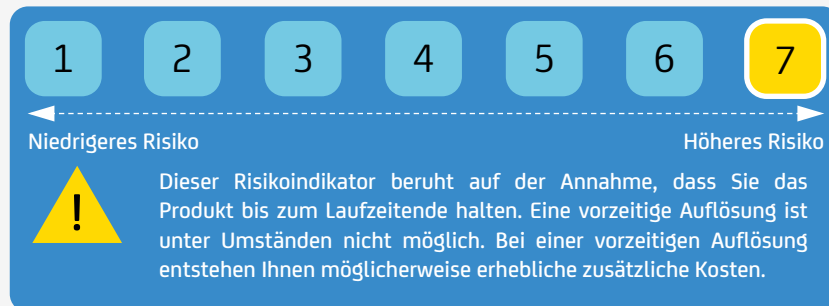 1 2 3 4 5 6 7
Niedrigeres Risiko Höheres Risiko
!
Dieser Risikoindikator beruht auf der Annahme, dass Sie das
Produkt bis zum Laufzeitende halten. Eine vorzeitige Auflösung ist
unter Umständen nicht möglich. Bei einer vorzeitigen Auflösung
entstehen Ihnen möglicherweise erhebliche zusätzliche Kosten.